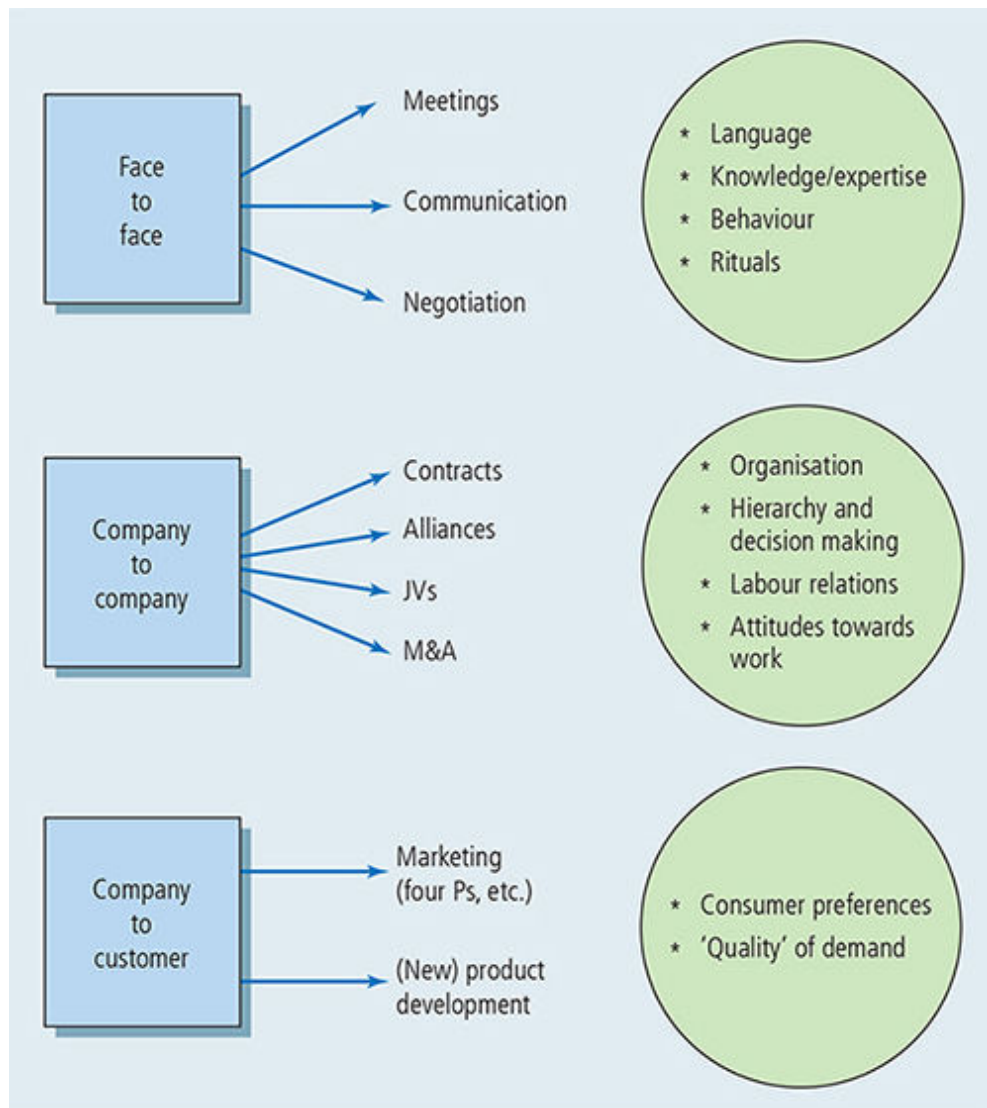 Face
to
face
Meetings
Communication
Negotiation
* Language
* Knowledge/expertise
* Behaviour
* Rituals
Company
to
company
Contracts
Alliances
JVs
M&A
* Organisation
* Hierarchy and
decision making
* Labour relations
* Attitudes towards
work
Company
to
customer
Marketing
(four Ps, etc.)
(New) product
development
* Consumer preferences
* ‘Quality’ of demand